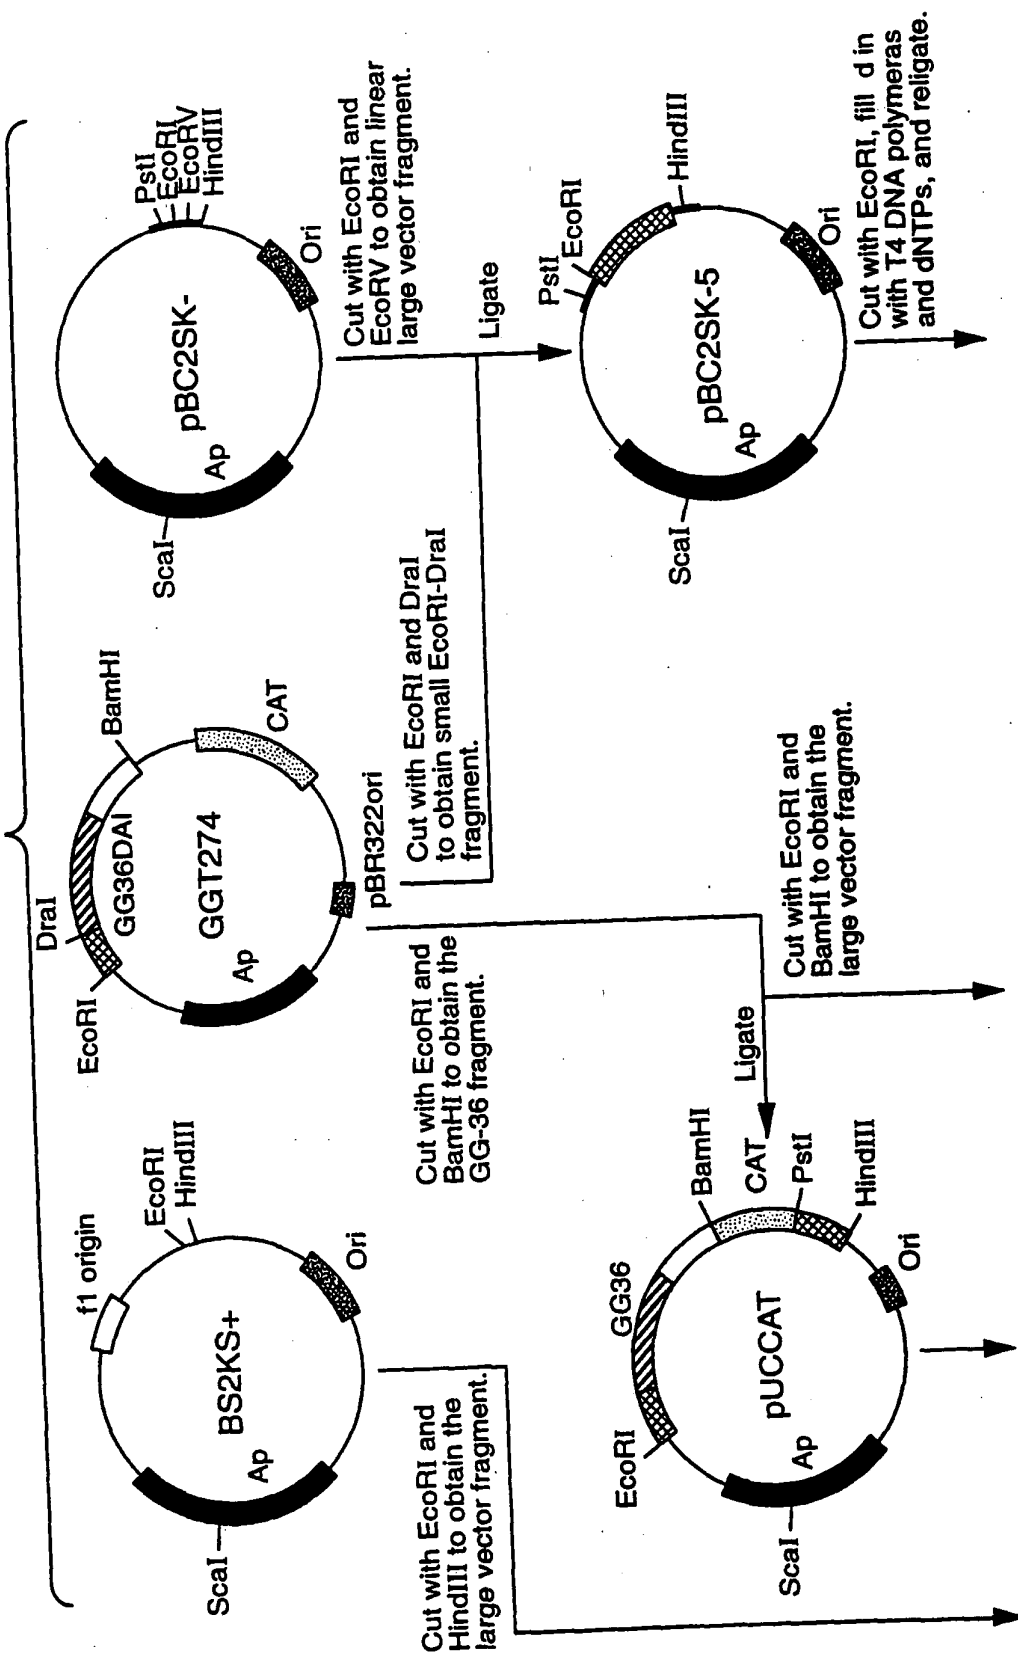 ScaI
Ap
BS2KS+
f1 origin
EcoRI
HindIII
Ori
EcoRI
DraI
GG36DAI
BamHI
GGT274
Ap
CAT
pBR322ori
ScaI
Ap
pBC2SK-
PstI
EcoRI
EcoRV
HindIII
Ori
Cut with EcoRI and
HindIII to obtain the
large vector fragment.
Cut with EcoRI and
BamHI to obtain the
GG-36 fragment.
Cut with EcoRI and DraI
to obtain small EcoRI-DraI
fragment.
Cut with EcoRI and
EcoRV to obtain linear
large vector fragment.
Ligate
ScaI
Ap
pUCCAT
EcoRI
GG36
BamHI
CAT
PstI
HindIII
Ori
Ligate
Cut with EcoRI and
BamHI to obtain the
large vector fragment.
ScaI
Ap
pBC2SK-5
PstI
EcoRI
HindIII
Ori
Cut with EcoRI, fill d in
with T4 DNA polymeras
and dNTPs, and religate.